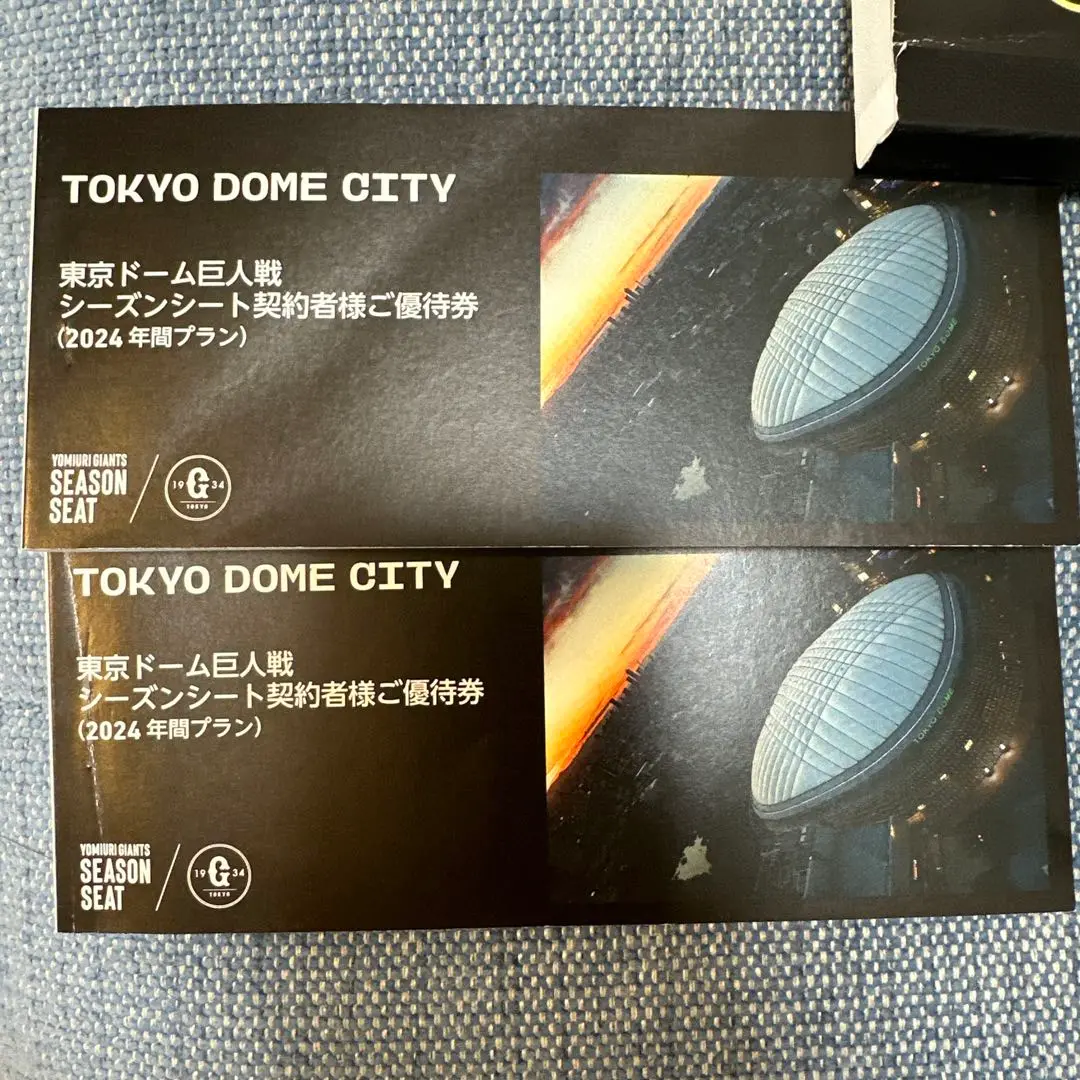 TOKYO DOME CITY
東京ドーム巨人戦
シーズンシート契約者様ご優待券
(2024 年間プラン)
YOMIURI GIANTS
SEASON
SEAT
19 G 34
TOKYO
TOKYO DOME
TOKYO DOME CITY
東京ドーム巨人戦
シーズンシート契約者様ご優待券
(2024 年間プラン)
YOMIURI GIANTS
SEASON
SEAT
19 G 34
TOKYO
TOKYO DOME